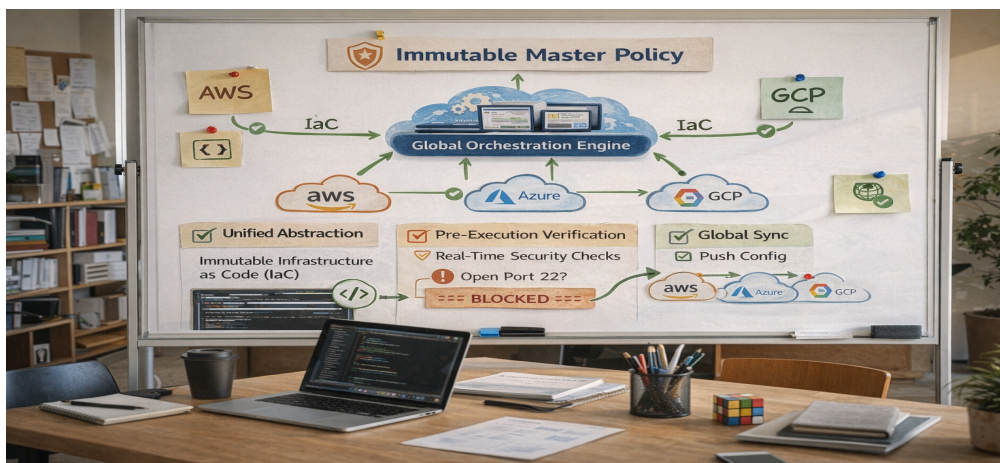 Immutable Master Policy
AWS
GCP
IaC
IaC
Global Orchestration Engine
aws
Azure
GCP
Unified Abstraction
Immutable Infrastructure
as Code (IaC)
</>
Pre-Execution Verification
Real-Time Security Checks
! Open Port 22?
=== BLOCKED ===
Global Sync
Push Config
aws
Azure
GCP